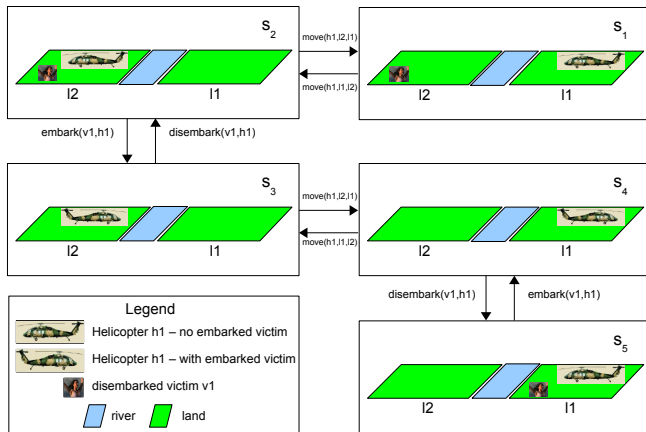 S2
l2
l1
move(h1,l2,l1)
move(h1,l1,l2)
S1
l2
l1
embark(v1,h1)
disembark(v1,h1)
S3
l2
l1
move(h1,l2,l1)
move(h1,l1,l2)
S4
l2
l1
disembark(v1,h1)
embark(v1,h1)
Legend
Helicopter h1 – no embarked victim
Helicopter h1 – with embarked victim
disembarked victim v1
river
land
S5
l2
l1